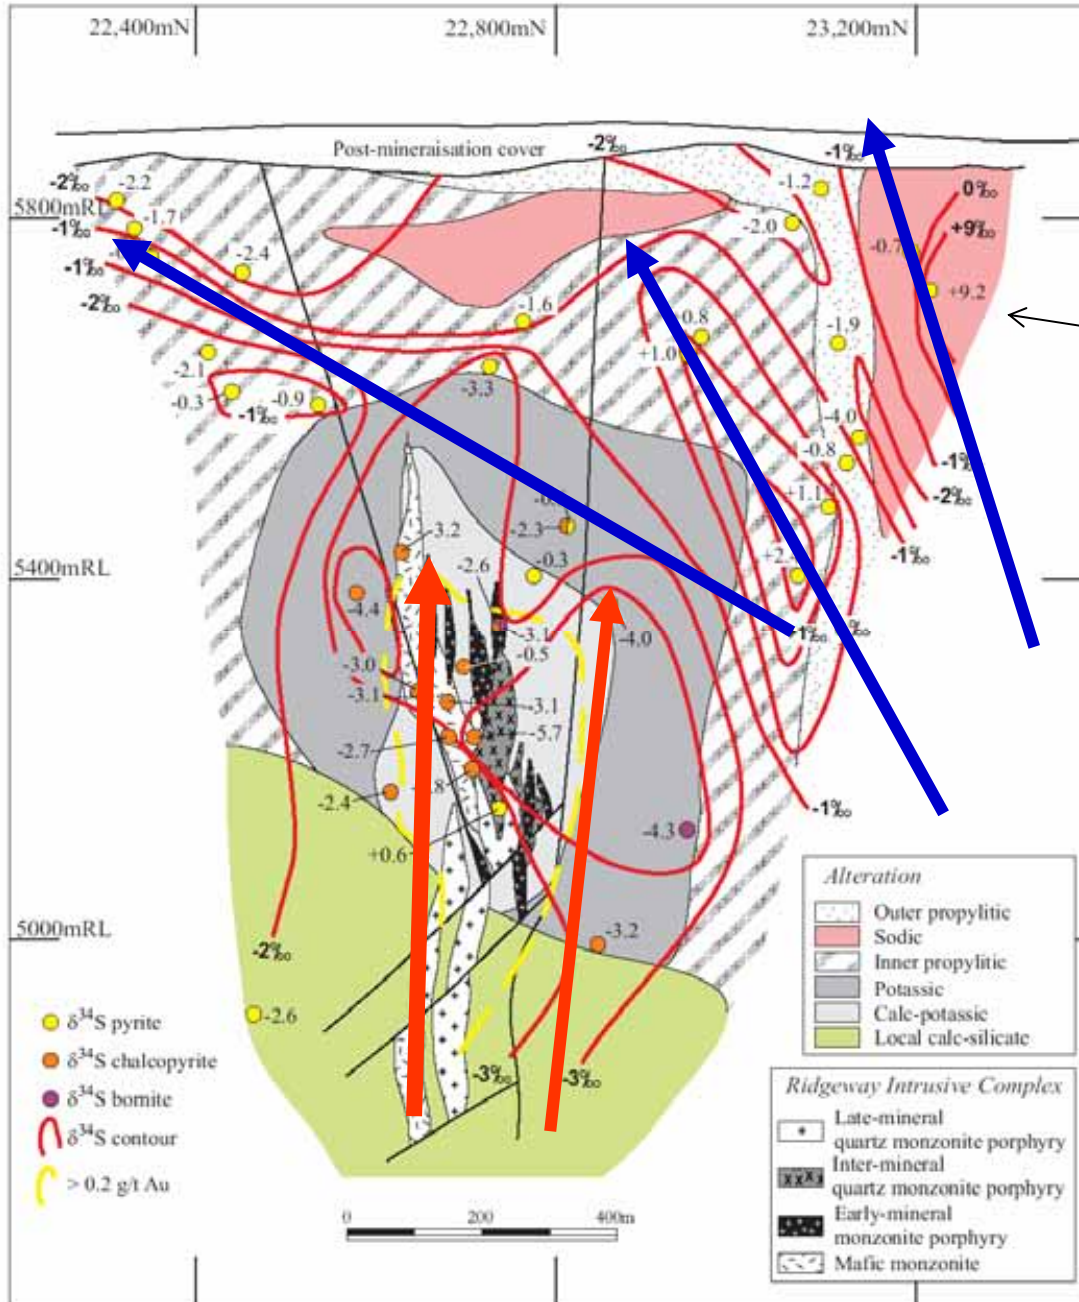 22,400mN
22,800mN
23,200mN
Post-mineraisation cover
-2‰
-1‰
-2‰
-2.2
-1.2
0‰
5800mRL
-1.7
-2.0
+9‰
-1‰
-0.7
-2.4
-1‰
+9.2
-2‰
-1.6
+0.8
-1.9
+1.0
-2.1
-3.3
-0.3
-0.9
-1‰
-4.0
-0.8
-1‰
+1.1
-2‰
-2.3
-3.2
-0.3
-1‰
5400mRL
-2.6
-4.4
-3.1
-4.0
-1‰
-0.5
-3.0
-3.1
-3.1
-5.7
-2.7
-2.4
-1‰
-4.3
+0.6
5000mRL
-2‰
-3.2
-2.6
-3‰
-3‰
δ34S pyrite
δ34S chalcopyrite
δ34S bornite
δ34S contour
> 0.2 g/t Au
0 200 400m
Alteration
Outer propylitic
Sodic
Inner propylitic
Potassic
Calc-potassic
Local calc-silicate
Ridgeway Intrusive Complex
Late-mineral
quartz monzonite porphyry
Inter-mineral
quartz monzonite porphyry
Early-mineral
monzonite porphyry
Mafic monzonite